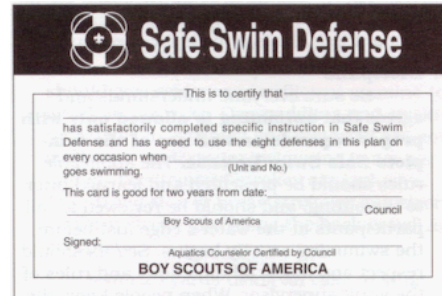 Safe Swim Defense
This is to certify that
has satisfactorily completed specific instruction in Safe Swim
Defense and has agreed to use the eight defenses in this plan on
every occasion when
(Unit and No.)
goes swimming.
This card is good for two years from date:
Council
Boy Scouts of America
Signed:
Aquatics Counselor Certified by Council
BOY SCOUTS OF AMERICA